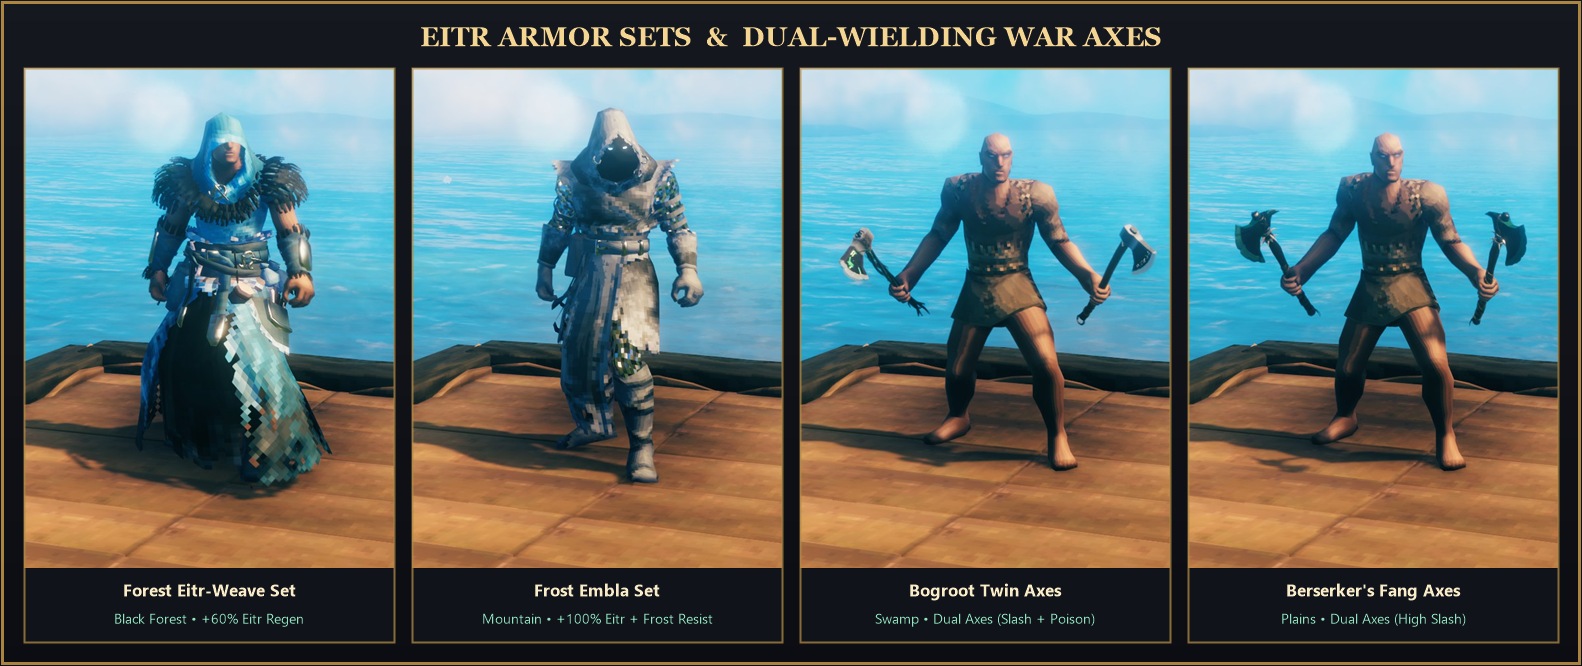 EITR ARMOR SETS & DUAL-WIELDING WAR AXES
Forest Eitr-Weave Set
Black Forest • +60% Eitr Regen
Frost Embla Set
Mountain • +100% Eitr + Frost Resist
Bogroot Twin Axes
Swamp • Dual Axes (Slash + Poison)
Berserker's Fang Axes
Plains • Dual Axes (High Slash)